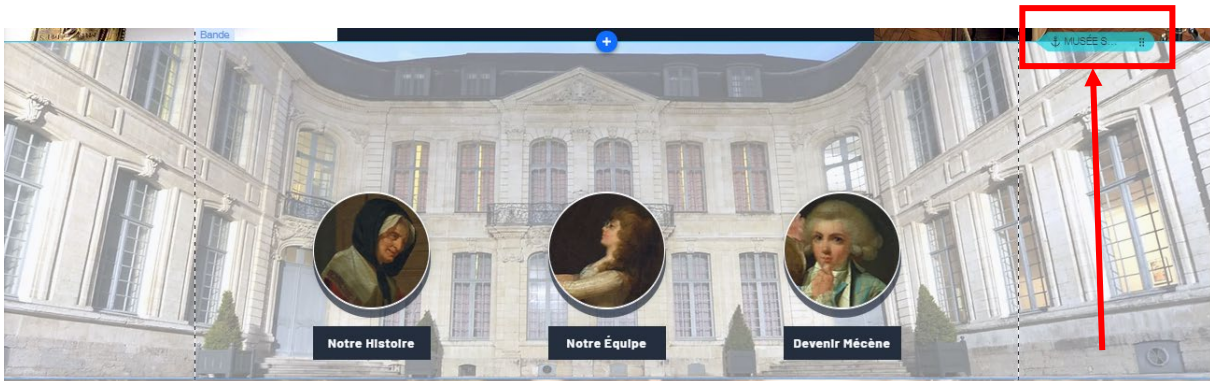 Bande
MUSÉE S...
Notre Histoire
Notre Équipe
Devenir Mécène